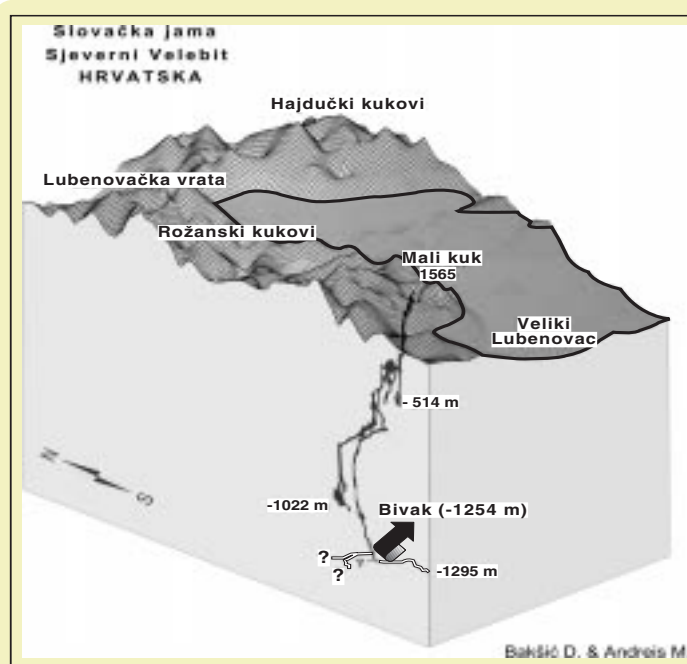 Slovačka jama
Sjeverni Velebit
HRVATSKA
Hajdučki kukovi
Lubenovačka vrata
Rožanski kukovi
Mali kuk
1565
Veliki
Lubenovac
- 514 m
N
S
-1022 m
Bivak (-1254 m)
?
?
?
-1295 m
Bakšić D. & Andreis M